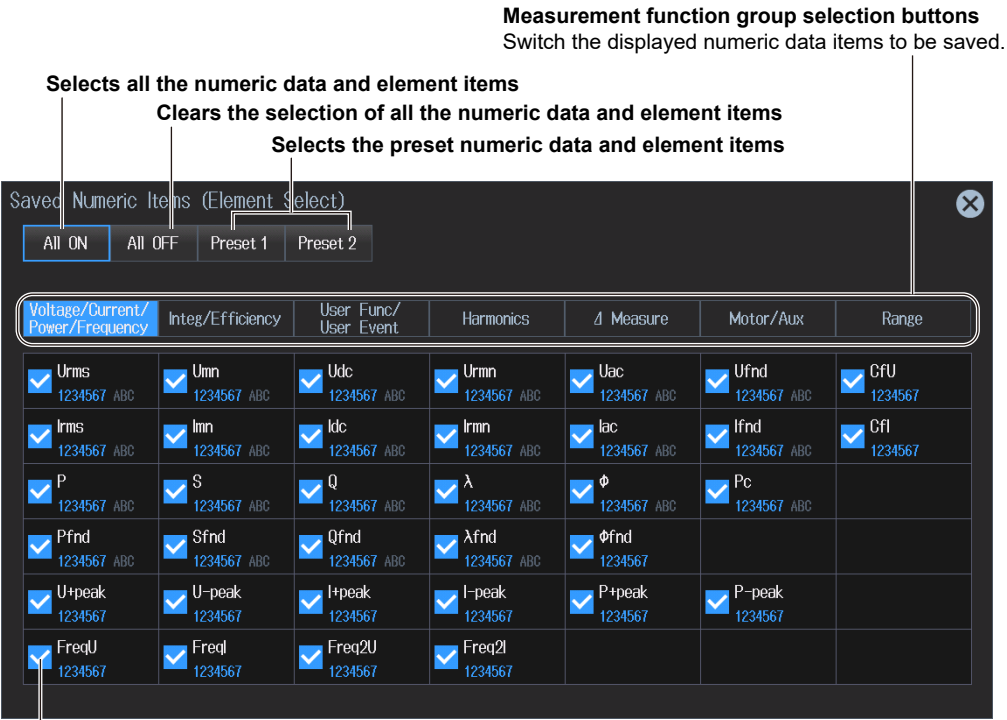 Measurement function group selection buttons
Switch the displayed numeric data items to be saved.
Selects all the numeric data and element items
Clears the selection of all the numeric data and element items
Selects the preset numeric data and element items
Saved Numeric Items (Element Select)
All ON All OFF Preset 1 Preset 2
Voltage/Current/
Power/Frequency
Integ/Efficiency
User Func/
User Event
Harmonics
Δ Measure
Motor/Aux
Range
Urms Umn Udc Urmn Uac Ufnd CfU
1234567 ABC 1234567 ABC 1234567 ABC 1234567 ABC 1234567 ABC 1234567 ABC 1234567
Irms Imn Idc Irmn Iac Ifnd CfI
1234567 ABC 1234567 ABC 1234567 ABC 1234567 ABC 1234567 ABC 1234567 ABC 1234567
P S Q λ Φ Pc
1234567 ABC 1234567 ABC 1234567 ABC 1234567 ABC 1234567 ABC 1234567 ABC
Pfnd Sfnd Qfnd λfnd Φfnd
1234567 ABC 1234567 ABC 1234567 ABC 1234567 ABC 1234567
U+peak U-peak I+peak I-peak P+peak P-peak
1234567 1234567 1234567 1234567 1234567 1234567
FreqU FreqI Freq2U Freq2I
1234567 1234567 1234567 1234567